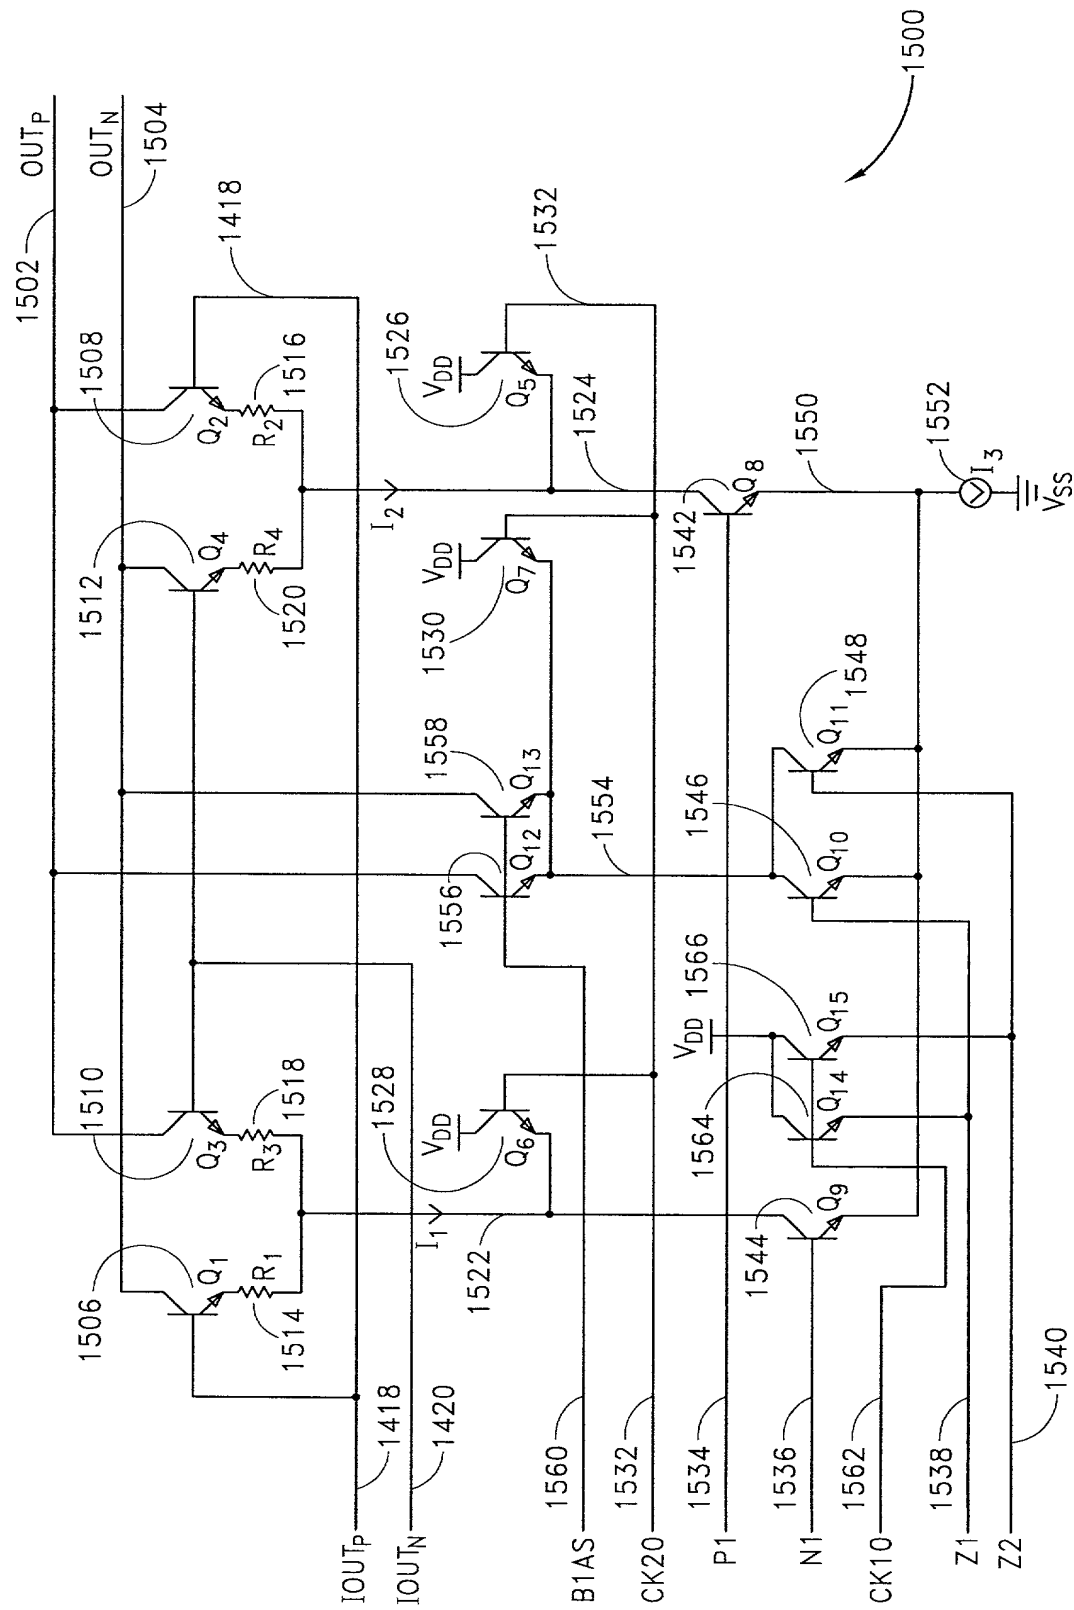 1502
OUTP
OUTN
1504
1500
1506
Q1
R1
1514
1510
Q3
R3
1518
1512
Q4
R4
1520
1508
Q2
R2
1516
1418
IOUTP
1418
IOUTN
1420
I1
1522
1528
VDD
Q6
1556
Q12
1558
Q13
1554
VDD
1530
Q7
I2
VDD
1526
Q5
1524
1532
B1AS
1560
CK20
1532
P1
1534
1542
Q8
1550
N1
1536
1544
Q9
VDD
1564
Q14
1566
Q15
1546
Q10
1548
Q11
1552
I3
VSS
CK10
1562
Z1
1538
Z2
1540